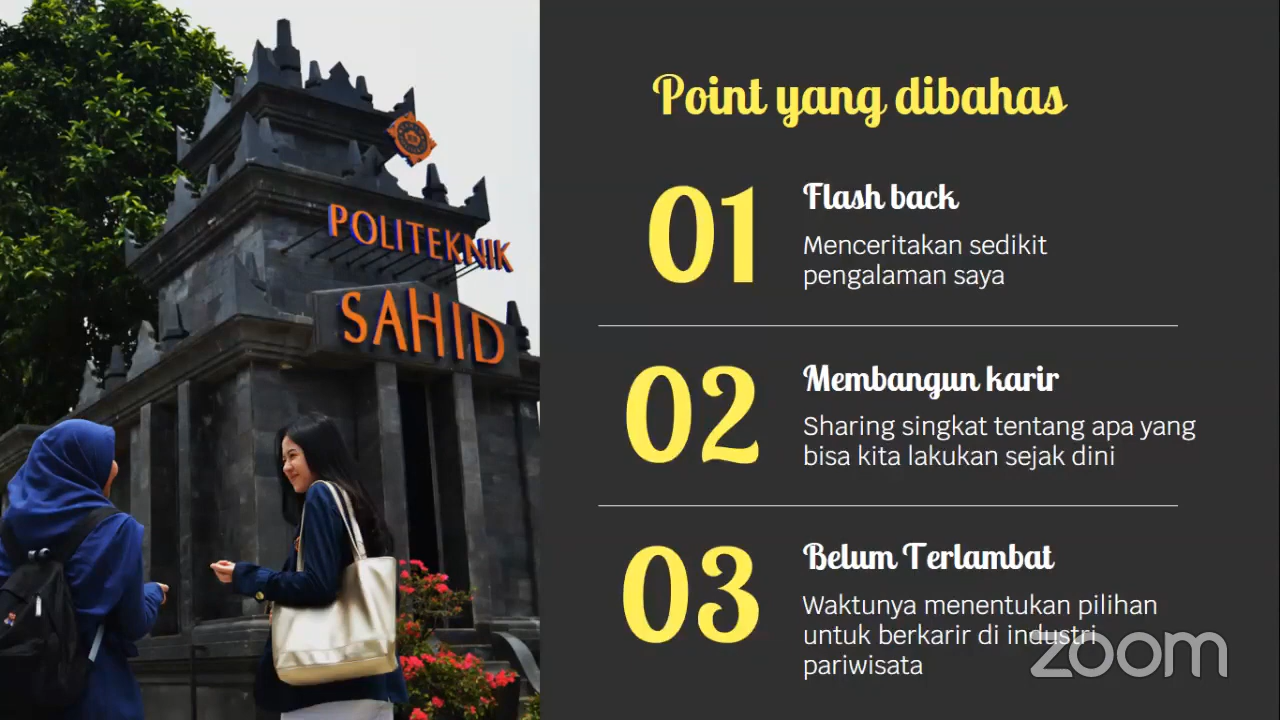 POLITEKNIK
SAHID
Point yang dibahas
01
Flash back
Menceritakan sedikit
pengalaman saya
02
Membangun karir
Sharing singkat tentang apa yang
bisa kita lakukan sejak dini
03
Belum Terlambat
Waktunya menentukan pilihan
untuk berkarir di industri
pariwisata
zoom